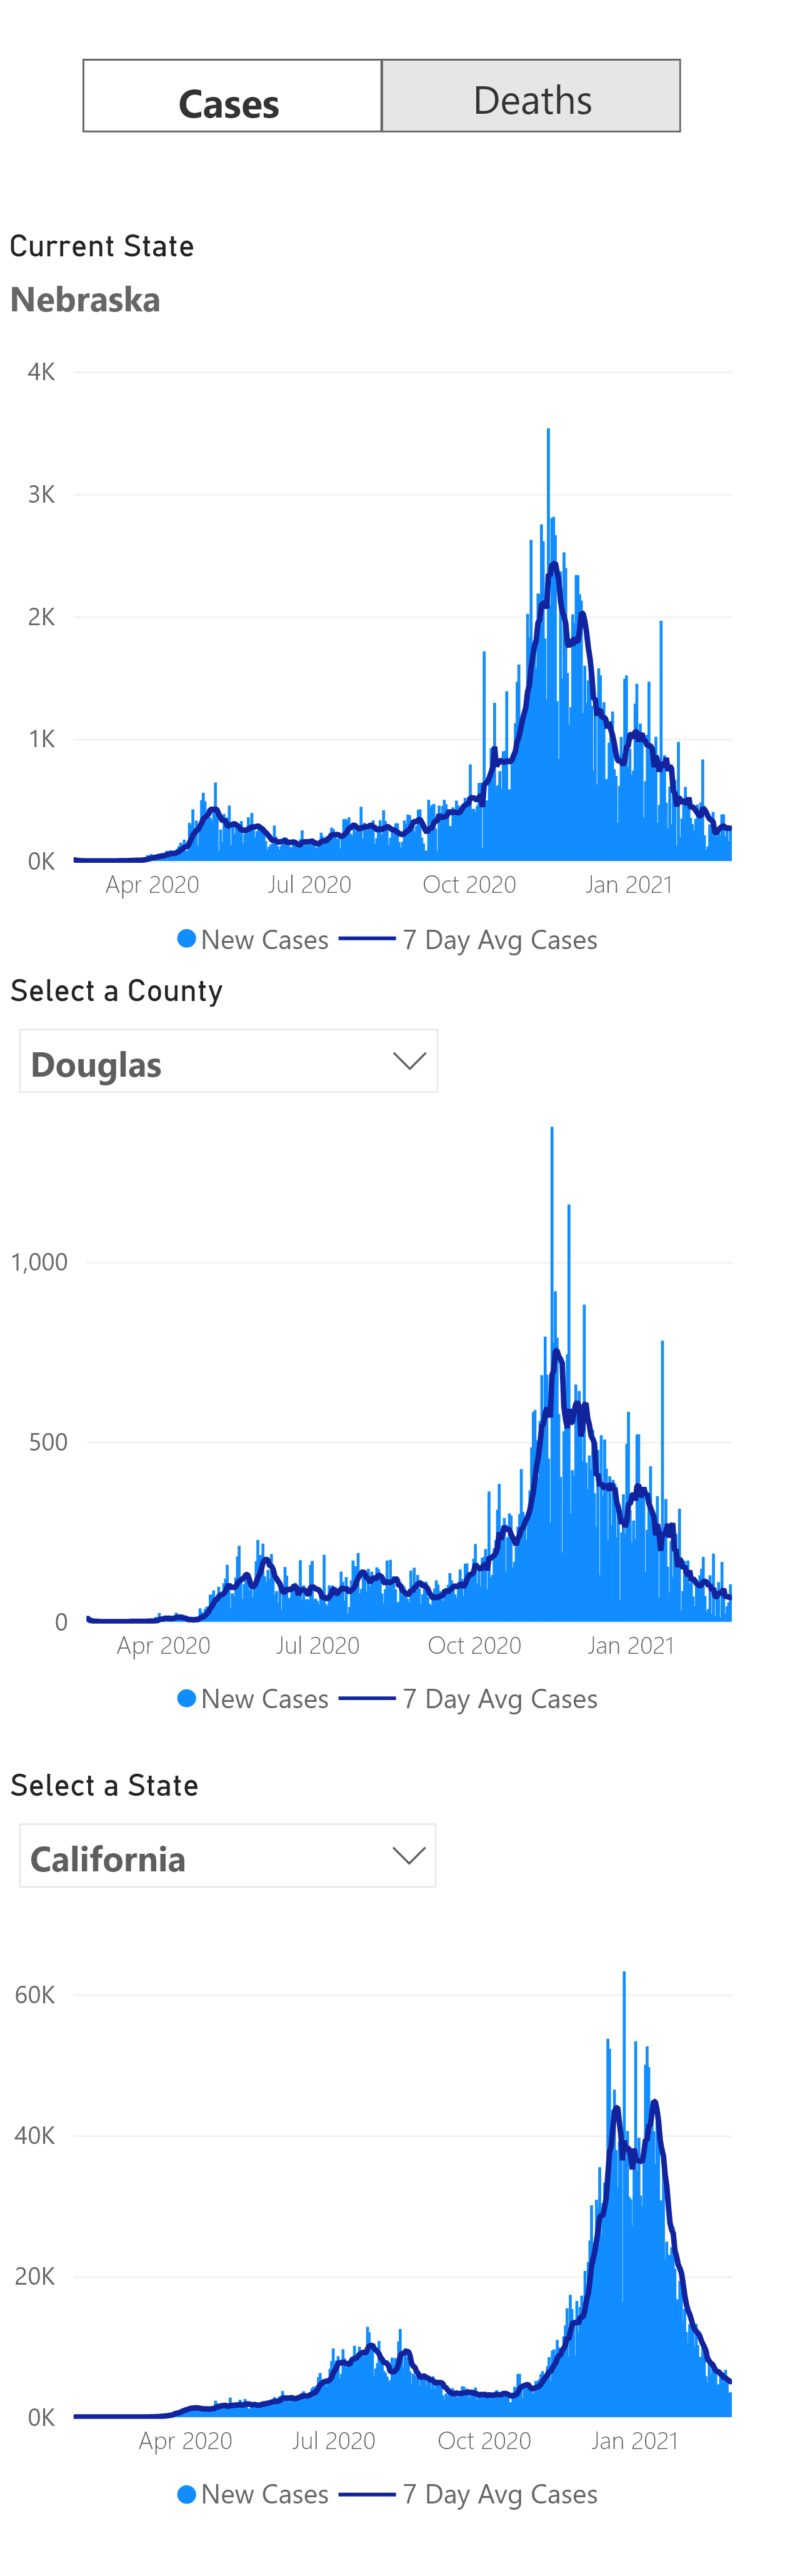 Cases Deaths
Current State
Nebraska
4K
3K
2K
1K
0K
Apr 2020 Jul 2020 Oct 2020 Jan 2021
New Cases 7 Day Avg Cases
Select a County
Douglas
1,000
500
0
Apr 2020 Jul 2020 Oct 2020 Jan 2021
New Cases 7 Day Avg Cases
Select a State
California
60K
40K
20K
0K
Apr 2020 Jul 2020 Oct 2020 Jan 2021
New Cases 7 Day Avg Cases